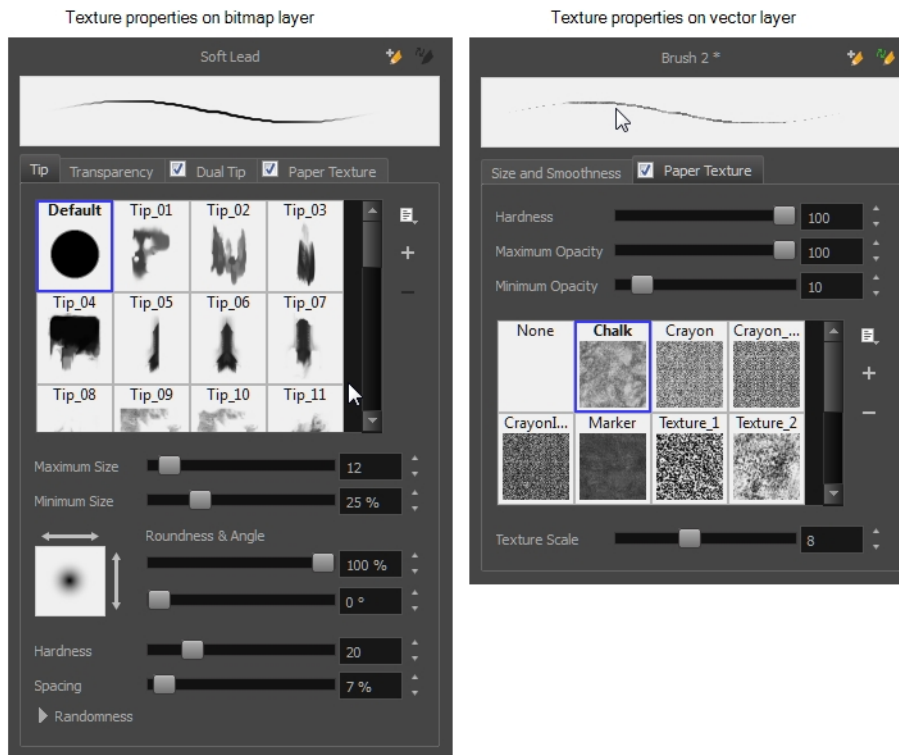 Texture properties on bitmap layer
Soft Lead
Tip Transparency Dual Tip Paper Texture
Default Tip_01 Tip_02 Tip_03
Tip_04 Tip_05 Tip_06 Tip_07
Tip_08 Tip_09 Tip_10 Tip_11
Maximum Size 12
Minimum Size 25 %
Roundness & Angle
100 %
0 °
Hardness 20
Spacing 7 %
Randomness
Texture properties on vector layer
Brush 2 *
Size and Smoothness Paper Texture
Hardness 100
Maximum Opacity 100
Minimum Opacity 10
None Chalk Crayon Crayon_...
CrayonI... Marker Texture_1 Texture_2
Texture Scale 8